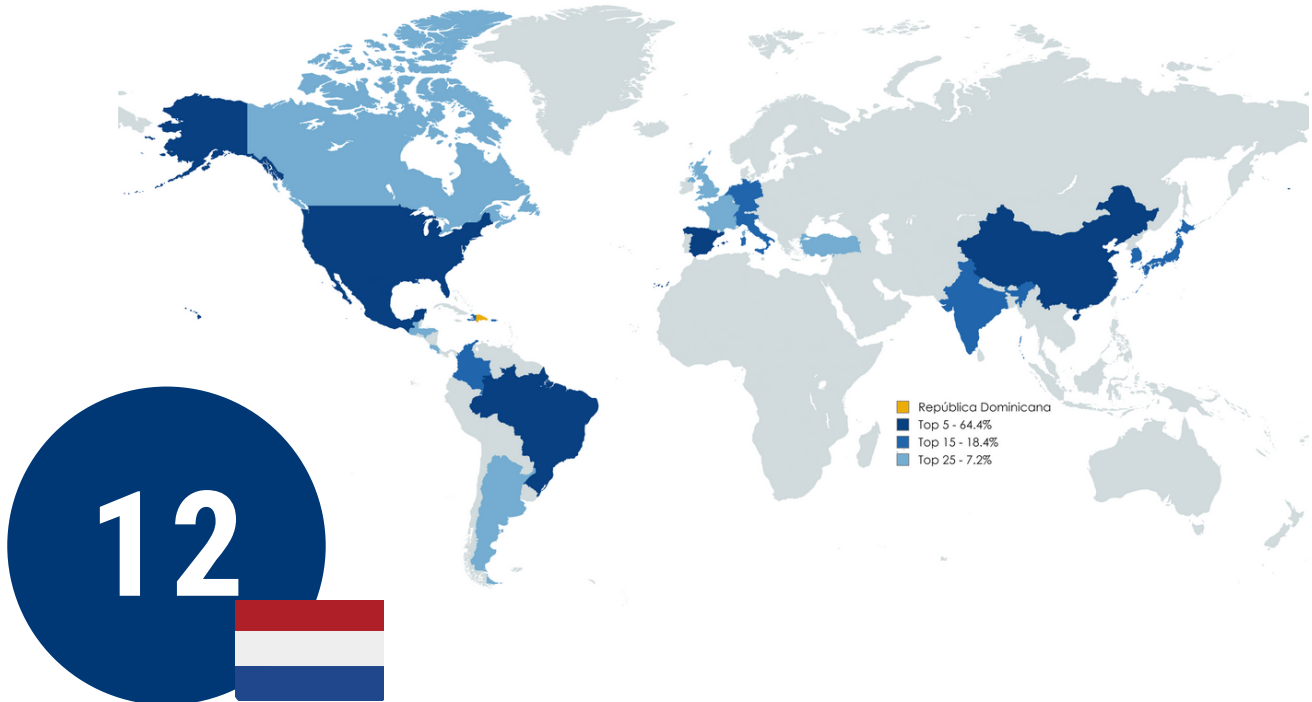 República Dominicana
Top 5 - 64.4%
Top 15 - 18.4%
Top 25 - 7.2%
12